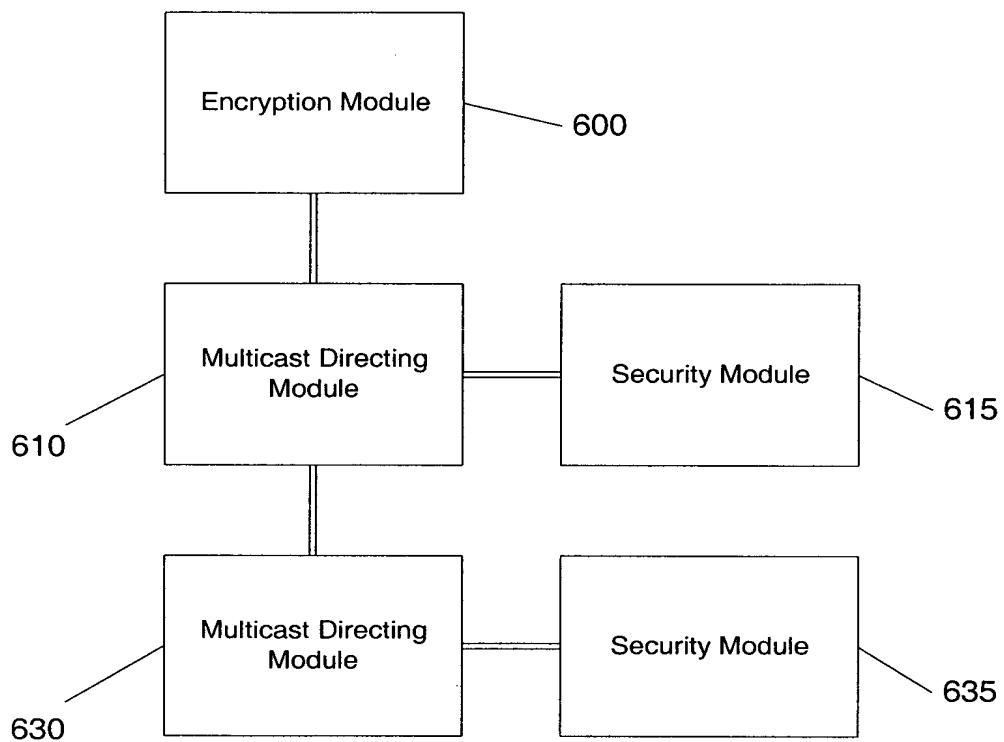 Encryption Module
600
Multicast Directing
Module
Security Module
610
615
Multicast Directing
Module
Security Module
630
635